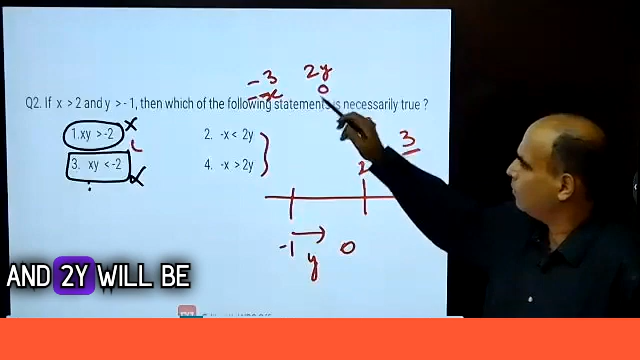 -3 2y
-x 0
Q2. If x > 2 and y > - 1, then which of the following statements is necessarily true ?
1. xy > -2 x
2. -x < 2y
3. xy < -2 x
4. -x > 2y
3
2
-1 0
y
AND 2Y WILL BE